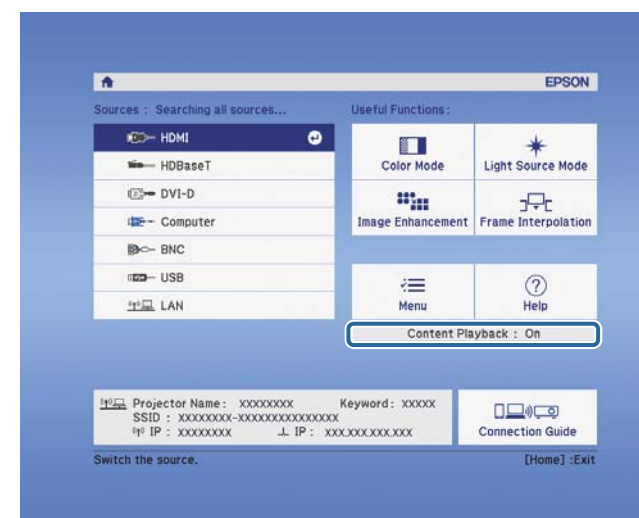 EPSON
Sources : Searching all sources...
HDMI
HDBaseT
DVI-D
Computer
BNC
USB
LAN
Useful Functions :
Color Mode
Light Source Mode
Image Enhancement
Frame Interpolation
Menu
Help
Content Playback : On
Projector Name : XXXXXXXX Keyword : XXXXX
SSID : XXXXXXXX-XXXXXXXXXXXXXXX
IP : XXXXXXXX IP : XXX.XXX.XXX.XXX
Connection Guide
Switch the source.
[Home] :Exit